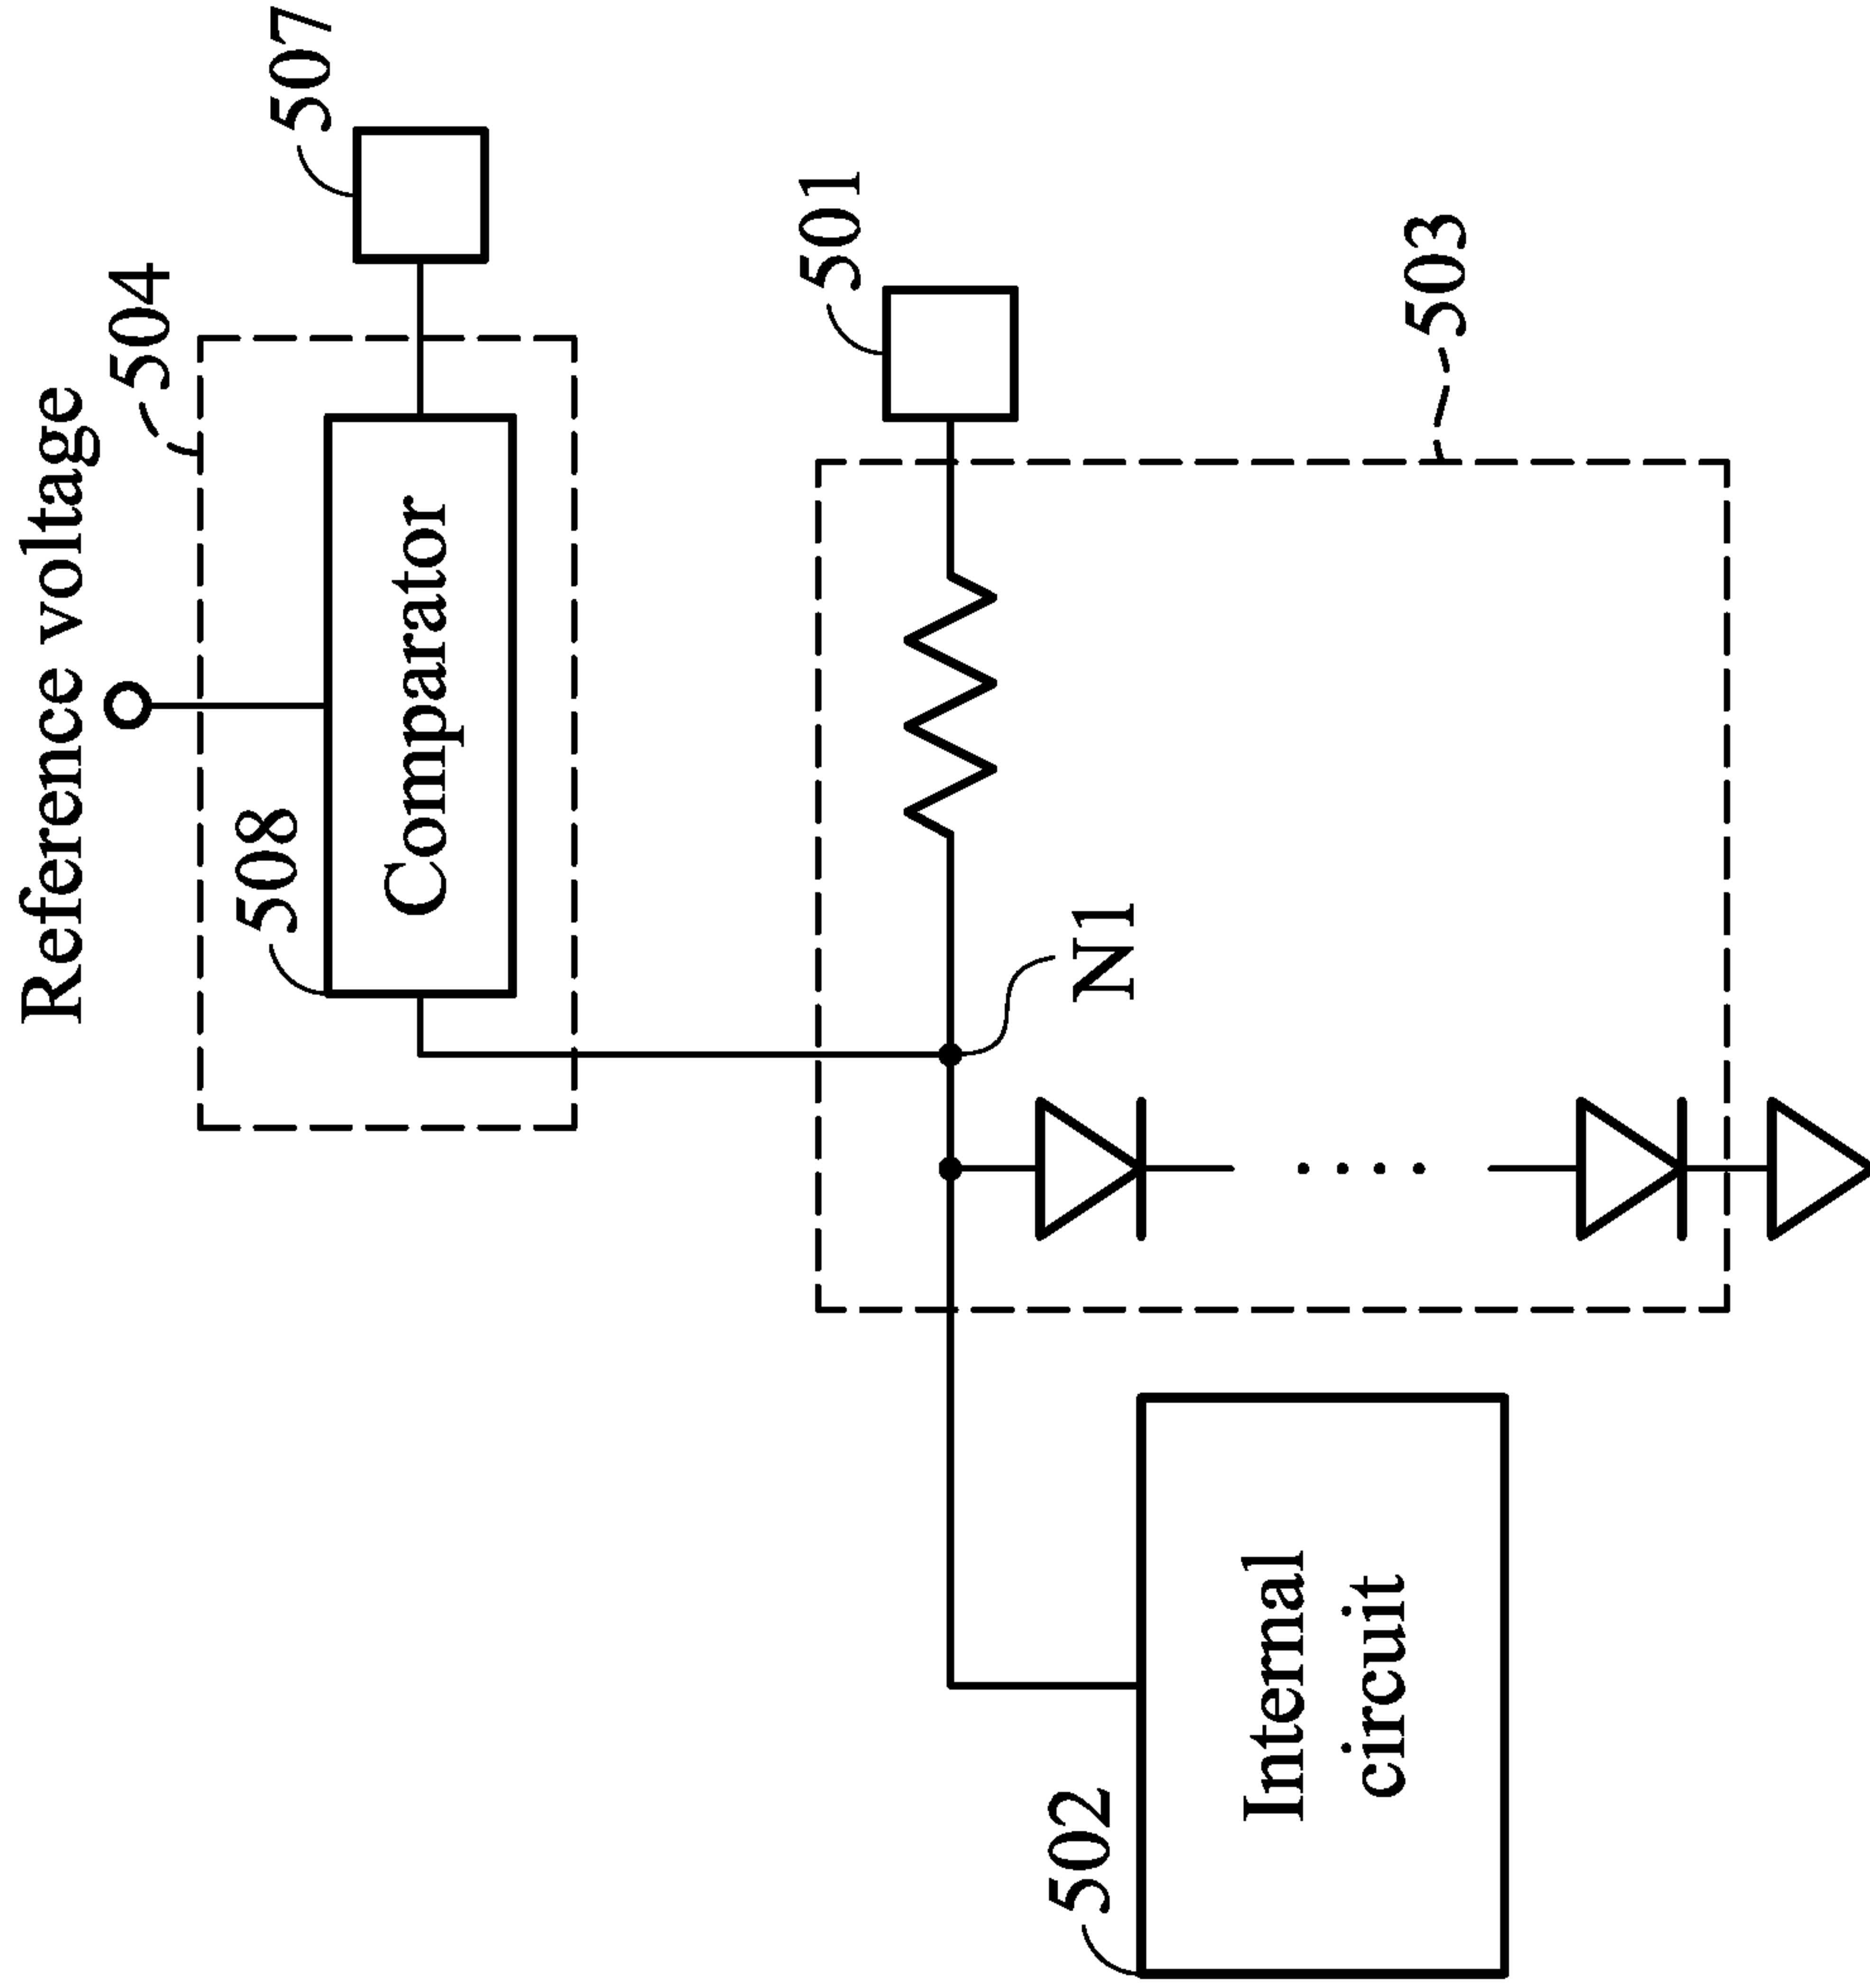 Reference voltage
504
507
508
Comparator
501
N1
503
502
Internal
circuit